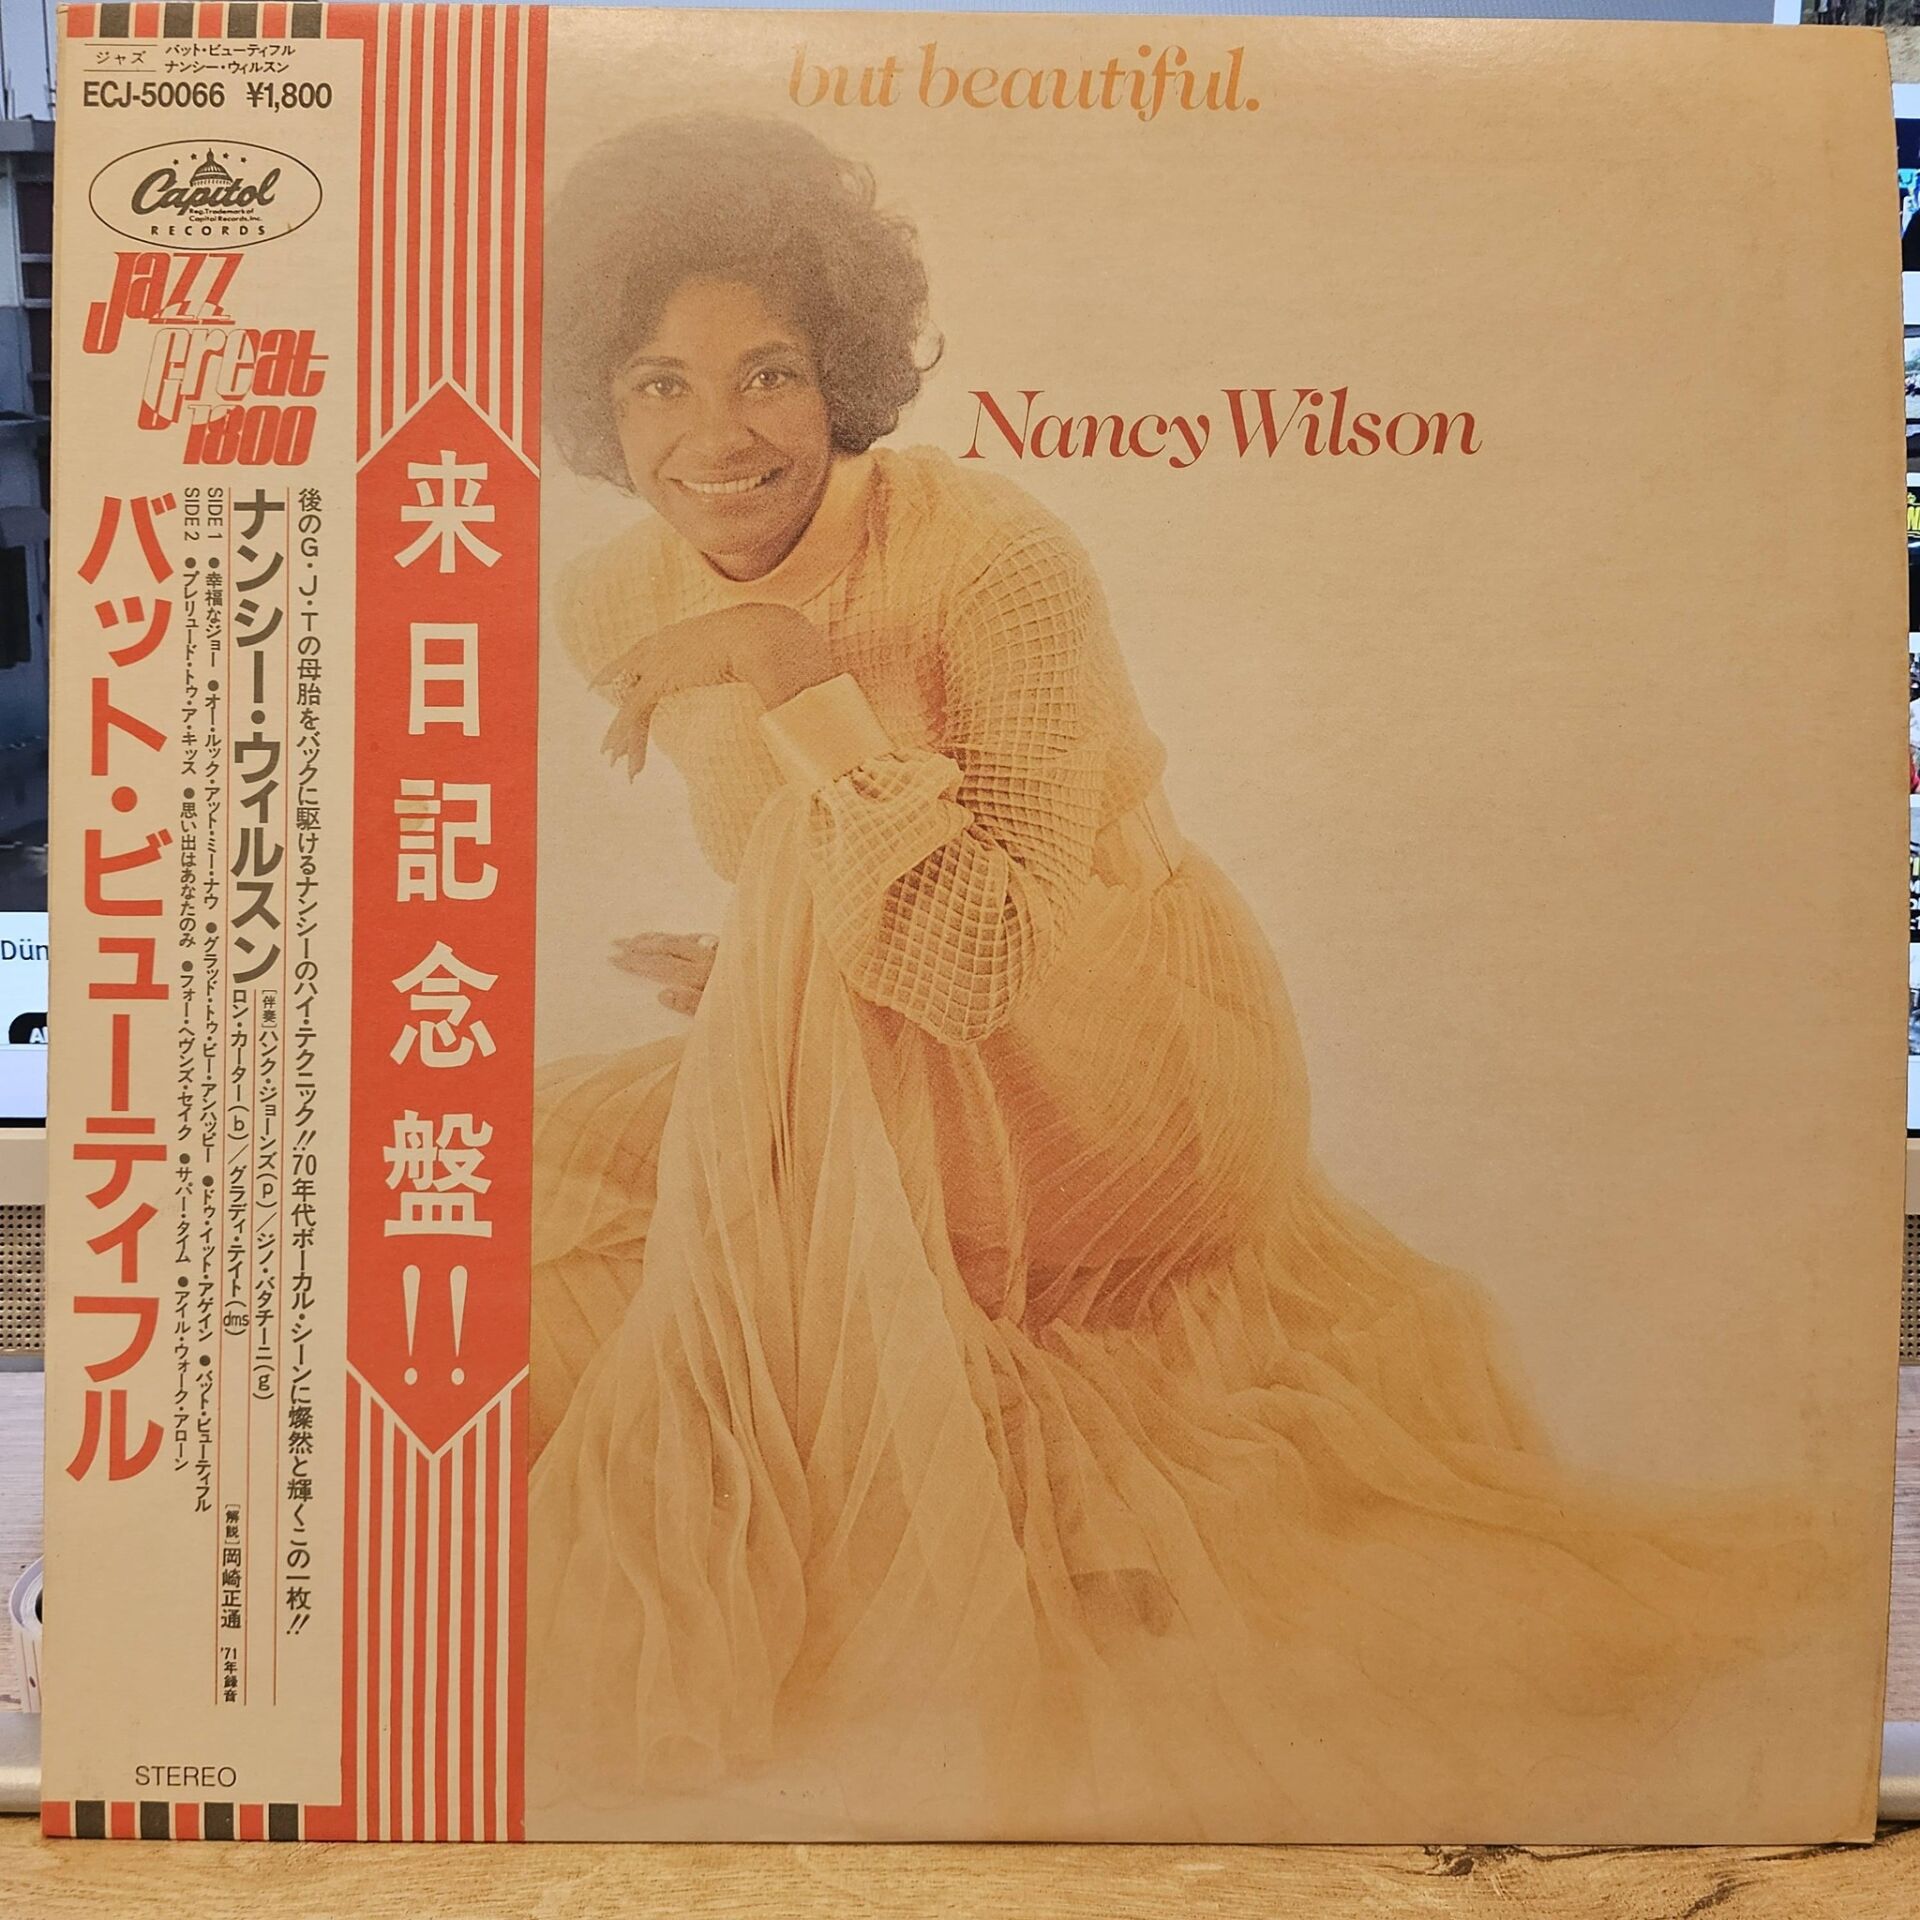 ジャズ
バット・ビューティフル
ナンシー・ウィルスン
ECJ-50066 ¥1,800
Capitol
Reg. Trademark of
Capitol Records, Inc.
RECORDS
Jazz
Great
1800
後のG・J・Tの母胎をバックに駆けるナンシーのハイ・テクニック!!70年代ボーカル・シーンに燦然と輝くこの一枚!!
ナンシー・ウィルスン
[伴奏]ハンク・ジョーンズ(p)/ジノ・バタチーニ(g)
ロン・カーター(b)/グラディ・テイト(dms)
[解説]岡崎正通 '71年録音
SIDE 1 ●幸福なジョー ●オー・ルック・アット・ミー・ナウ ●グラッド・トゥ・ビー・アンハッピー ●ドゥ・イット・アゲイン ●バット・ビューティフル
SIDE 2 ●プレリュード・トゥ・ア・キッス ●思い出はあなたのみ ●フォー・ヘヴンズ・セイク ●サパー・タイム ●アイル・ウォーク・アローン
バット・ビューティフル
STEREO
来日記念盤!!
but beautiful.
Nancy Wilson
Dün